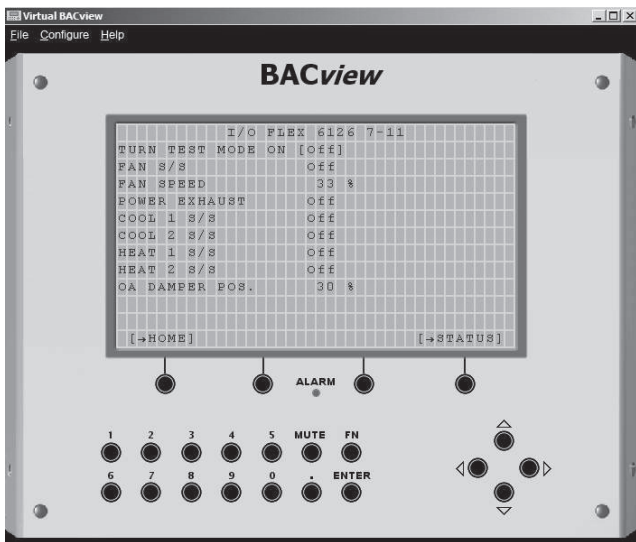 Virtual BACview
File Configure Help
BACview
I/O FLEX 6126 7-11
TURN TEST MODE ON [Off]
FAN S/S Off
FAN SPEED 33 %
POWER EXHAUST Off
COOL 1 S/S Off
COOL 2 S/S Off
HEAT 1 S/S Off
HEAT 2 S/S Off
OA DAMPER POS. 30 %
[→HOME] [→STATUS]
ALARM
1 2 3 4 5 MUTE FN
6 7 8 9 0 . ENTER